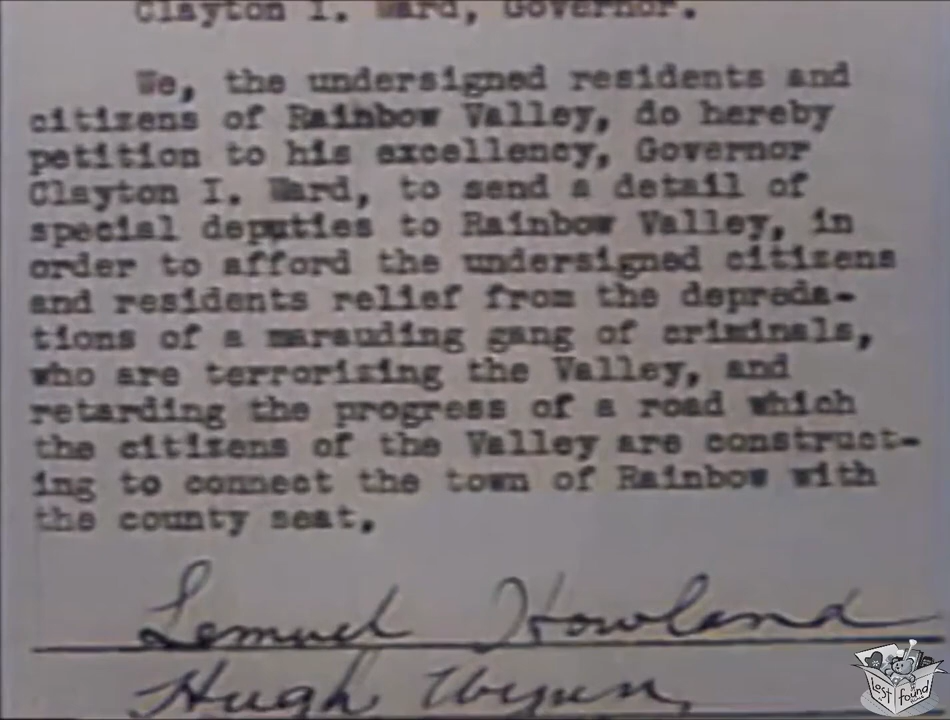 Clayton I. Ward, Governor.
We, the undersigned residents and
citizens of Rainbow Valley, do hereby
petition to his excellency, Governor
Clayton I. Ward, to send a detail of
special deputies to Rainbow Valley, in
order to afford the undersigned citizens
and residents relief from the depreda-
tions of a marauding gang of criminals,
who are terrorizing the Valley, and
retarding the progress of a road which
the citizens of the Valley are construct-
ing to connect the town of Rainbow with
the county seat.
Lemuel Howland
Hugh Wynn
lost found